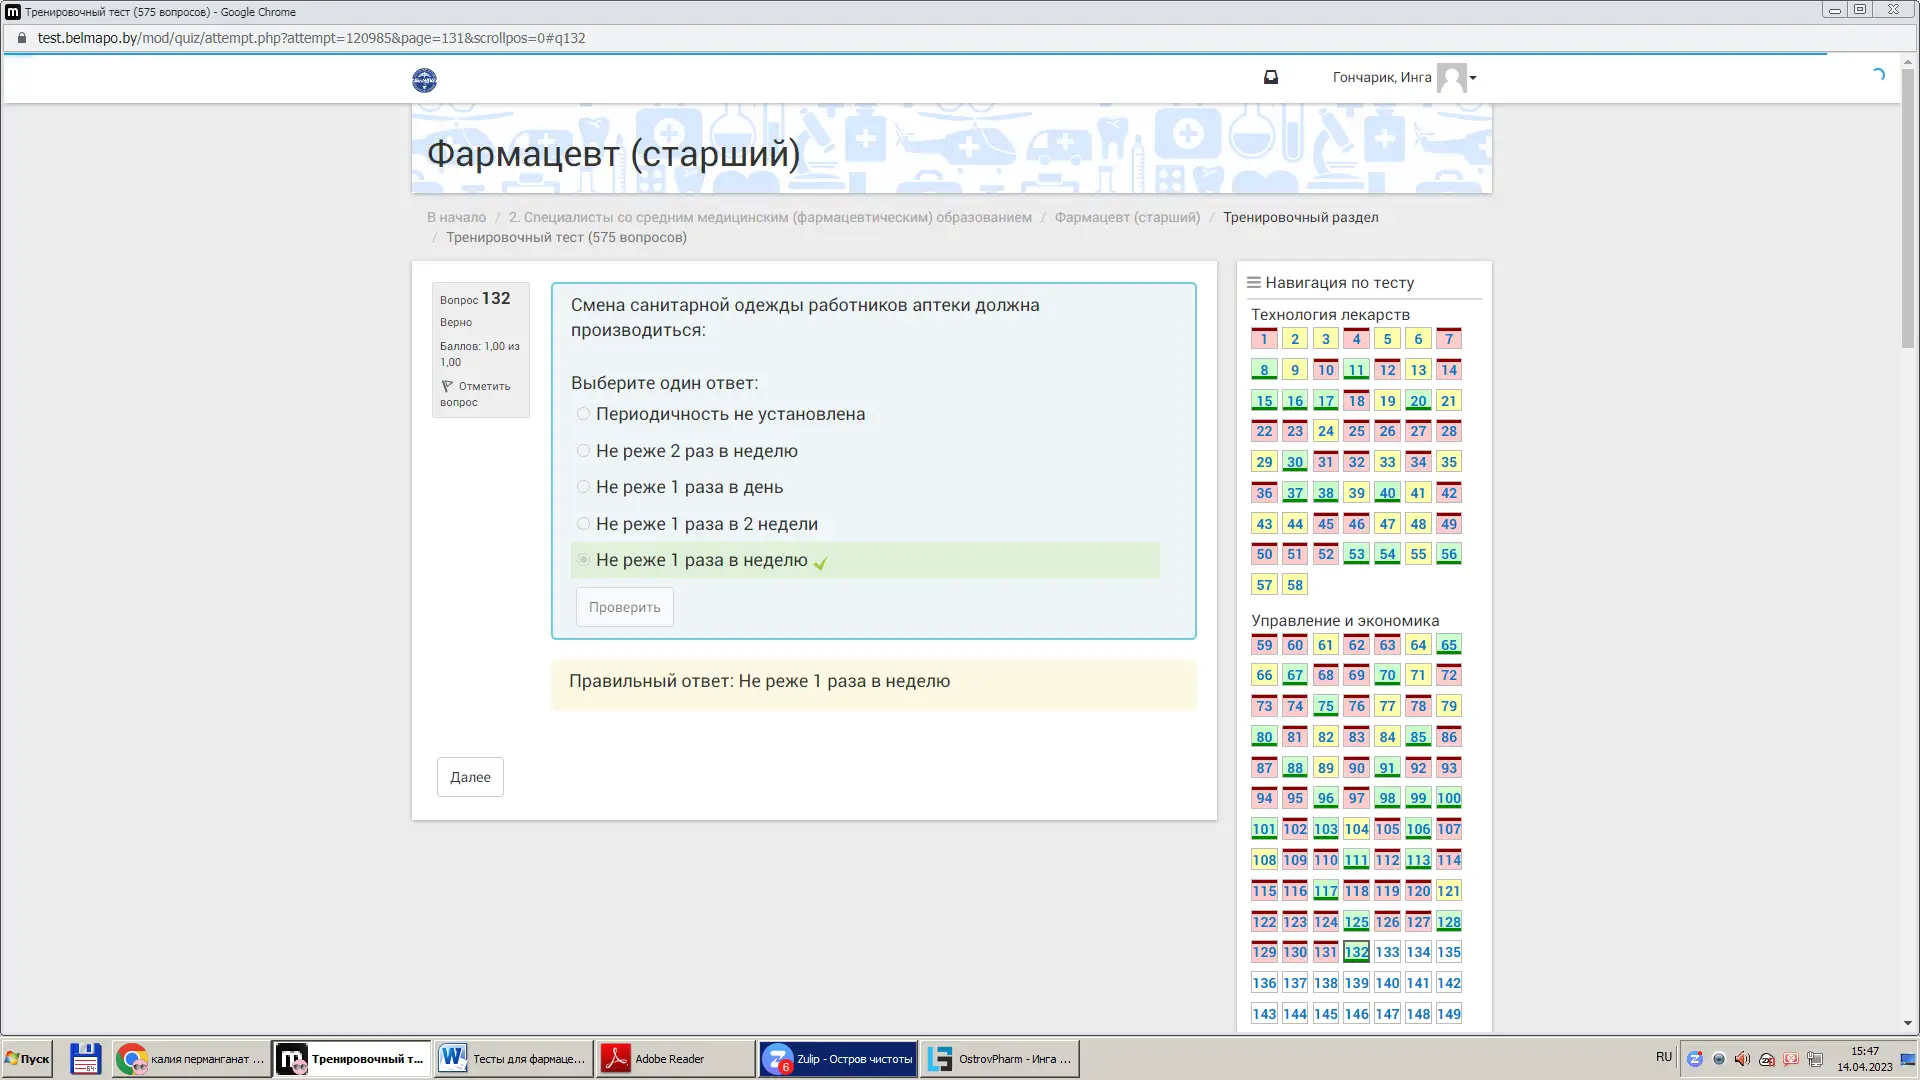 Тренировочный тест (575 вопросов) - Google Chrome
test.belmapo.by/mod/quiz/attempt.php?attempt=120985&page=131&scrollpos=0#q132
Гончарик, Инга
Фармацевт (старший)
В начало / 2. Специалисты со средним медицинским (фармацевтическим) образованием / Фармацевт (старший) / Тренировочный раздел
/ Тренировочный тест (575 вопросов)
Вопрос 132
Верно
Баллов: 1,00 из
1,00
Отметить
вопрос
Смена санитарной одежды работников аптеки должна
производиться:
Выберите один ответ:
Периодичность не установлена
Не реже 2 раз в неделю
Не реже 1 раза в день
Не реже 1 раза в 2 недели
Не реже 1 раза в неделю
Проверить
Правильный ответ: Не реже 1 раза в неделю
Далее
Навигация по тесту
Технология лекарств
1 2 3 4 5 6 7
8 9 10 11 12 13 14
15 16 17 18 19 20 21
22 23 24 25 26 27 28
29 30 31 32 33 34 35
36 37 38 39 40 41 42
43 44 45 46 47 48 49
50 51 52 53 54 55 56
57 58
Управление и экономика
59 60 61 62 63 64 65
66 67 68 69 70 71 72
73 74 75 76 77 78 79
80 81 82 83 84 85 86
87 88 89 90 91 92 93
94 95 96 97 98 99 100
101 102 103 104 105 106 107
108 109 110 111 112 113 114
115 116 117 118 119 120 121
122 123 124 125 126 127 128
129 130 131 132 133 134 135
136 137 138 139 140 141 142
143 144 145 146 147 148 149
Пуск
64
калия перманганат ...
Тренировочный т...
Тесты для фармаце...
Adobe Reader
6
Zulip - Остров чистоты
OstrovPharm - Инга ...
RU
15:47
14.04.2023